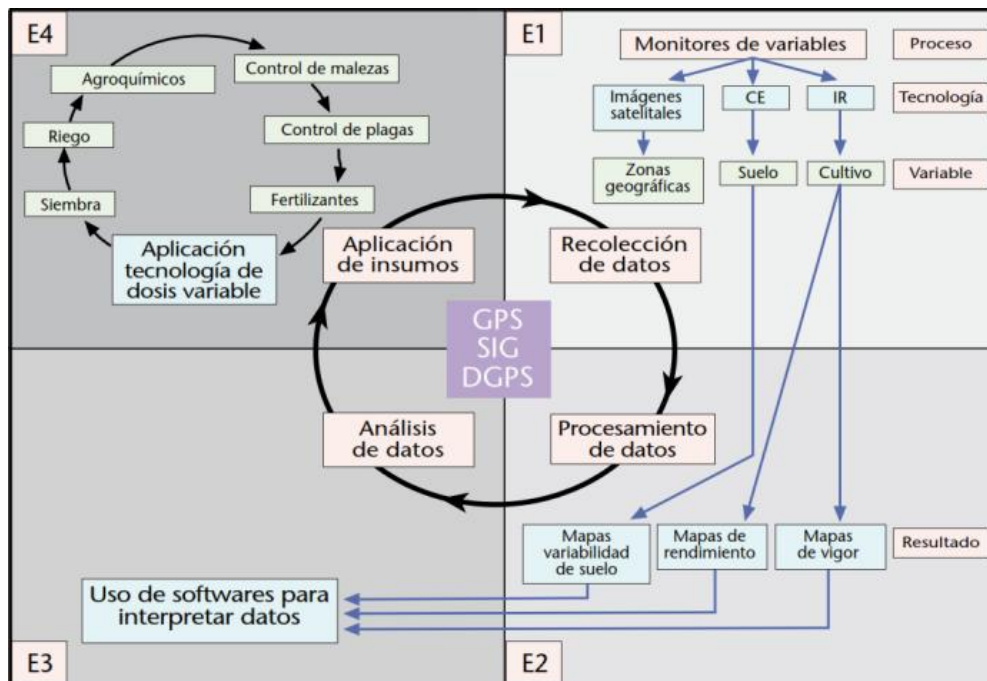 E4
Agroquímicos
Control de malezas
Riego
Control de plagas
Siembra
Fertilizantes
Aplicación
tecnología de
dosis variable
Aplicación
de insumos
E1
Monitores de variables
Proceso
Imágenes
satelitales
CE
IR
Tecnología
Zonas
geográficas
Suelo
Cultivo
Variable
Recolección
de datos
GPS
SIG
DGPS
Análisis
de datos
Procesamiento
de datos
Mapas
variabilidad
de suelo
Mapas de
rendimiento
Mapas
de vigor
Resultado
Uso de softwares para
interpretar datos
E3
E2